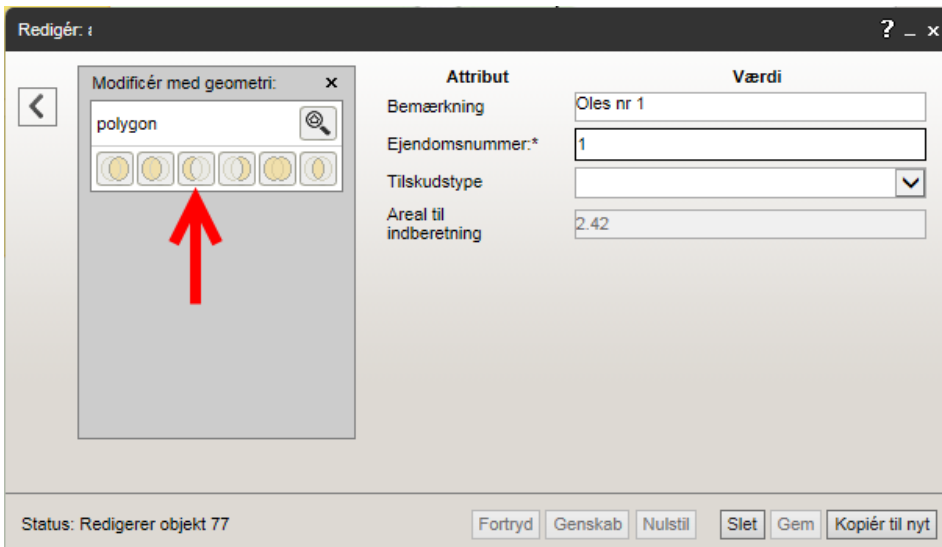 Redigér:
? _ x
Modificér med geometri: x
polygon
Attribut Værdi
Bemærkning Oles nr 1
Ejendomsnummer:* 1
Tilskudstype
Areal til
indberetning 2.42
Status: Redigerer objekt 77
Fortryd Genskab Nulstil Slet Gem Kopiér til nyt